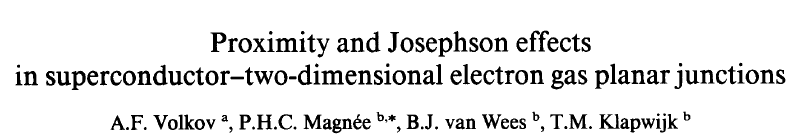 Proximity and Josephson effects
in superconductor–two-dimensional electron gas planar junctions
A.F. Volkov a, P.H.C. Magnée b,*, B.J. van Wees b, T.M. Klapwijk b